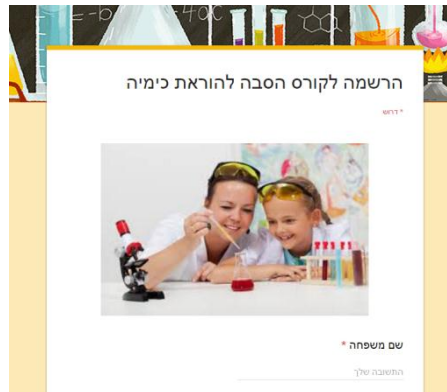 הרשמה לקורס הסבה להוראת כימיה
* דרוש
שם משפחה *
התשובה שלך